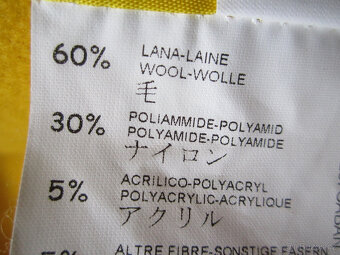 60% LANA-LAINE
WOOL-WOLLE
毛
30% POLIAMMIDE-POLYAMID
POLYAMIDE-POLYAMIDE
ナイロン
5% ACRILICO-POLYACRYL
POLYACRYLIC-ACRYLIQUE
アクリル
5% ALTRE FIBRE-SONSTIGE FASERN